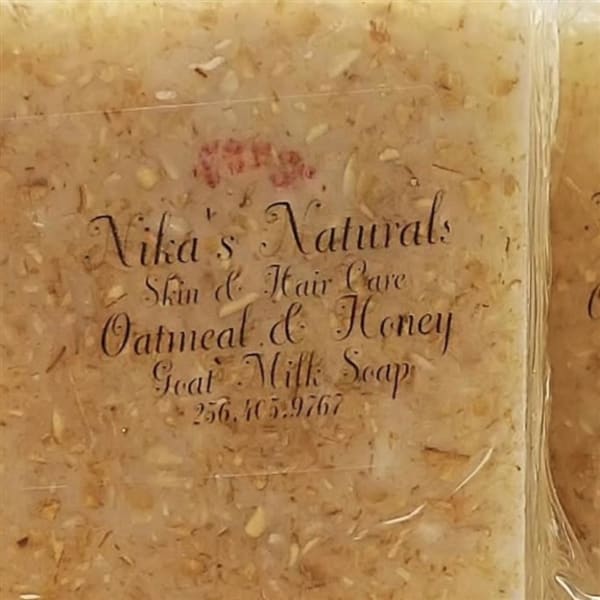 Nika's Naturals
Skin & Hair Care
Oatmeal & Honey
Goat Milk Soap
256.405.9767